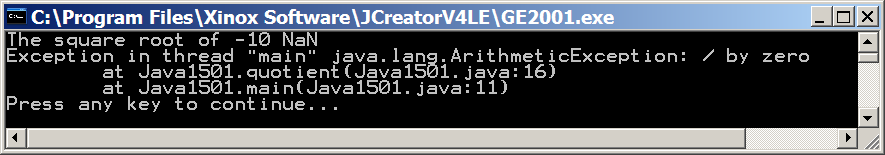 C:\Program Files\Xinox Software\JCreatorV4LE\GE2001.exe
The square root of -10 NaN
Exception in thread "main" java.lang.ArithmeticException: / by zero
        at Java1501.quotient(Java1501.java:16)
        at Java1501.main(Java1501.java:11)
Press any key to continue...